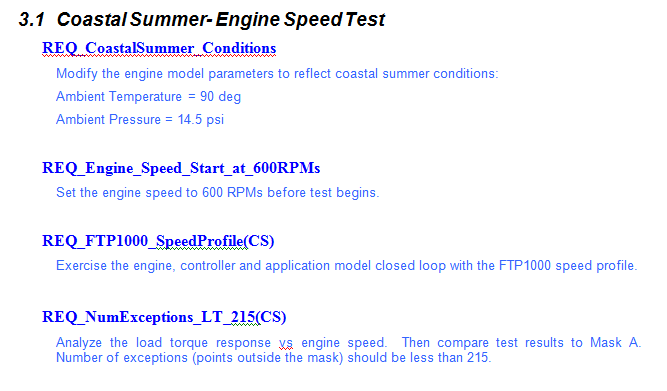 3.1 Coastal Summer- Engine Speed Test
REQ_CoastalSummer_Conditions
Modify the engine model parameters to reflect coastal summer conditions:
Ambient Temperature = 90 deg
Ambient Pressure = 14.5 psi
REQ_Engine_Speed_Start_at_600RPMs
Set the engine speed to 600 RPMs before test begins.
REQ_FTP1000_SpeedProfile(CS)
Exercise the engine, controller and application model closed loop with the FTP1000 speed profile.
REQ_NumExceptions_LT_215(CS)
Analyze the load torque response vs engine speed. Then compare test results to Mask A.
Number of exceptions (points outside the mask) should be less than 215.